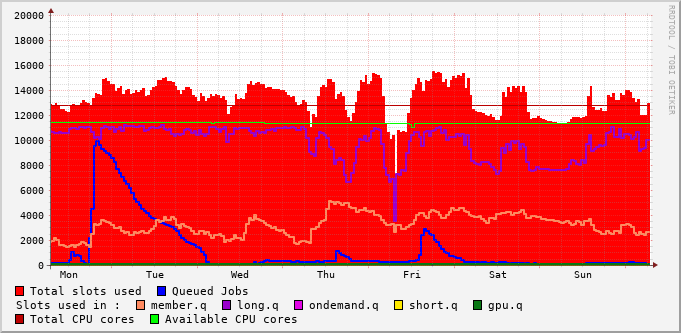 RRDTOOL / TOBI OETIKER
20000
18000
16000
14000
12000
10000
8000
6000
4000
2000
0
Mon Tue Wed Thu Fri Sat Sun
Total slots used Queued Jobs
Slots used in : member.q long.q ondemand.q short.q gpu.q
Total CPU cores Available CPU cores